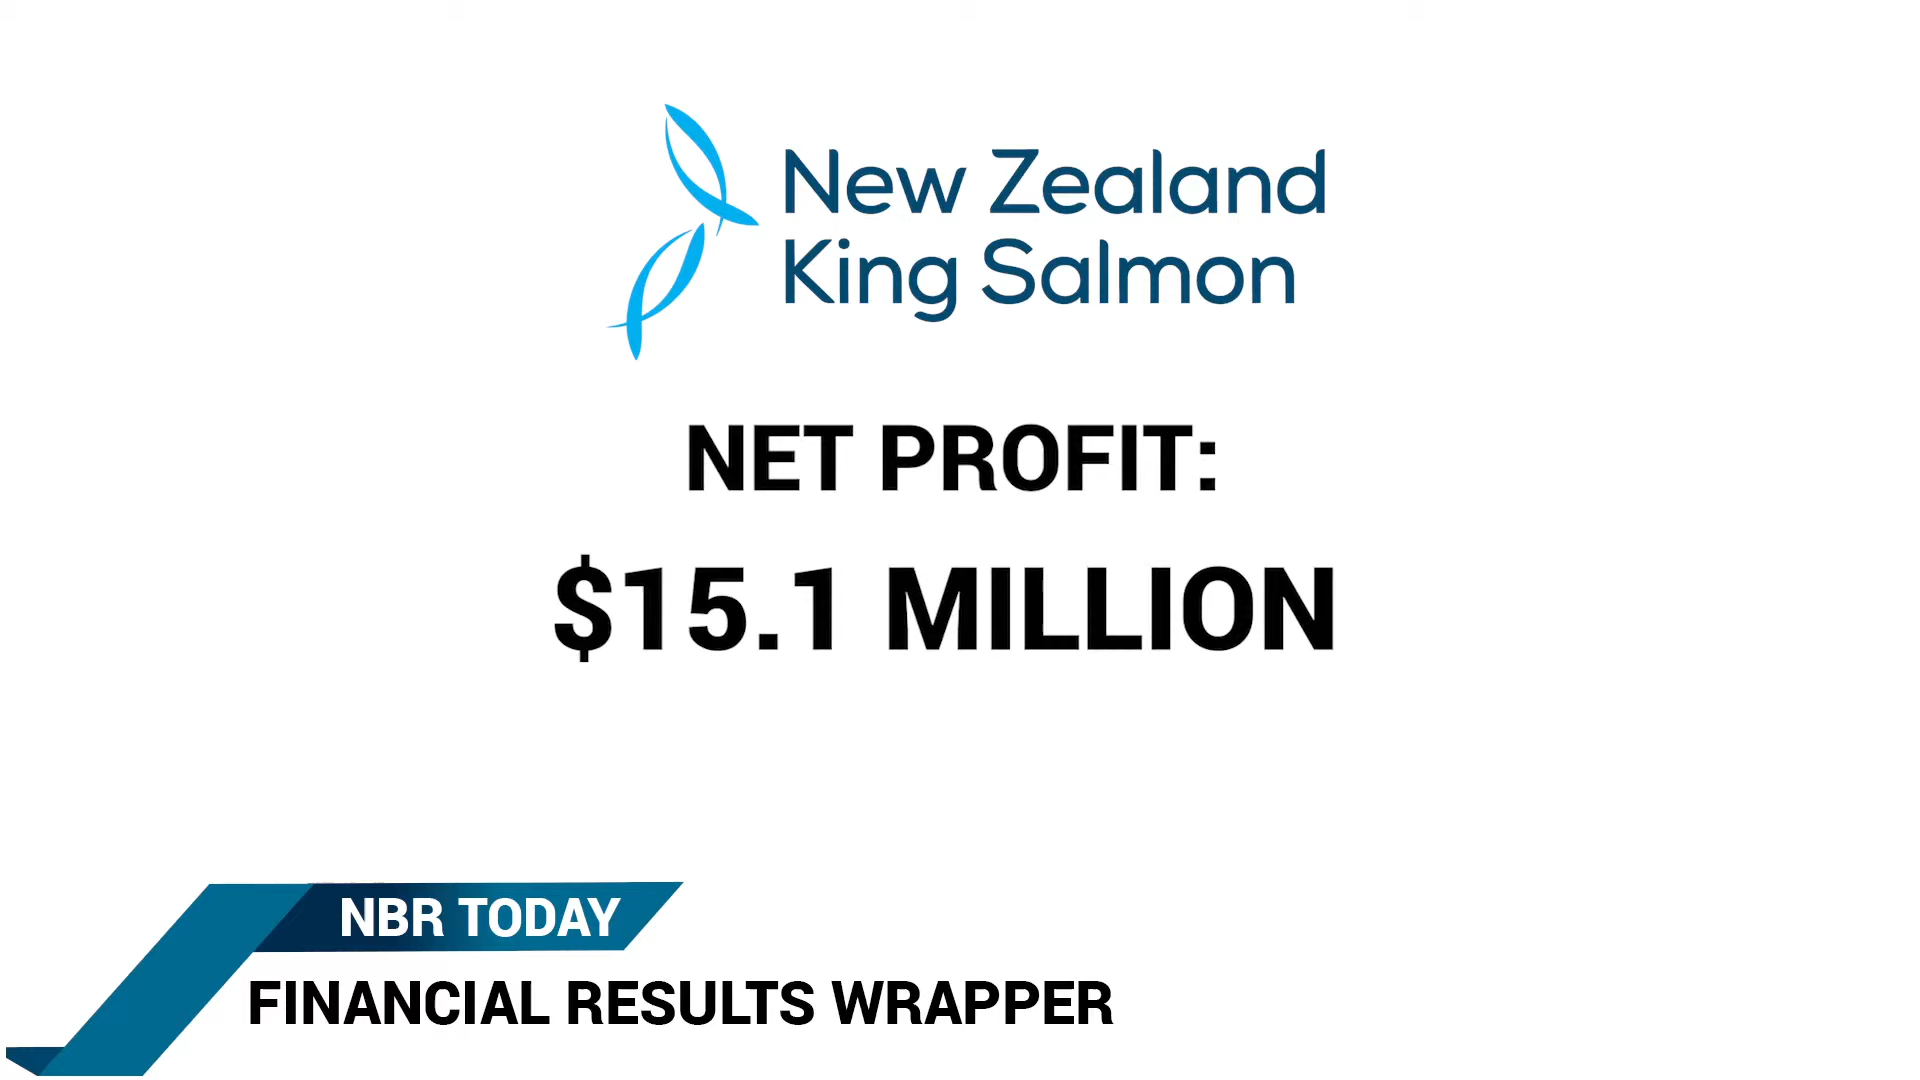 New Zealand
King Salmon
NET PROFIT:
$15.1 MILLION
NBR TODAY
FINANCIAL RESULTS WRAPPER